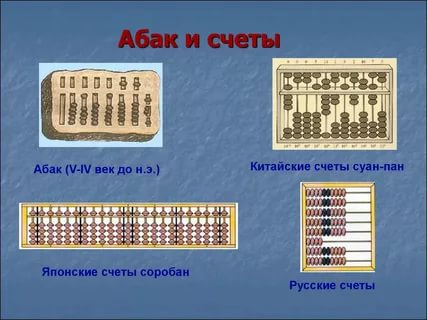 Абак и счеты
Абак (V-IV век до н.э.)
Китайские счеты суан-пан
Японские счеты соробан
Русские счеты